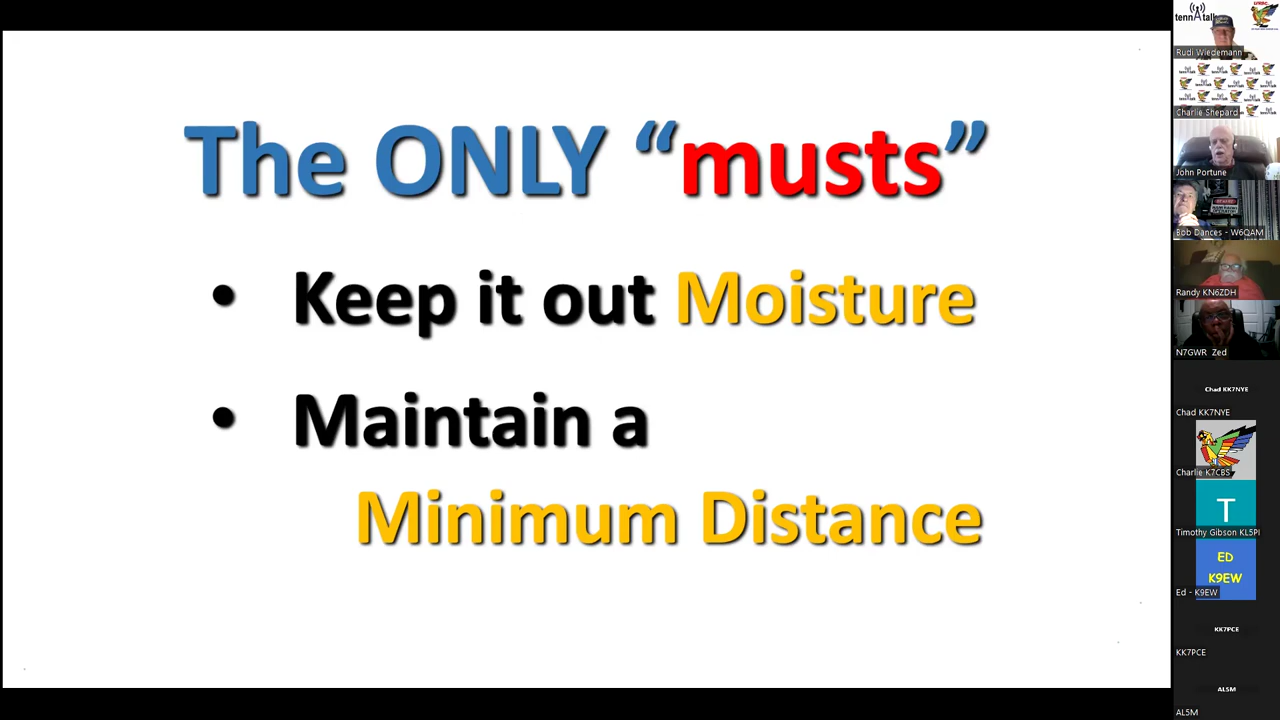 The ONLY “musts”
• Keep it out Moisture
• Maintain a
Minimum Distance
tennAtalk
Rudi Wiedemann
Charlie Shepard
John Portune
Bob Dances - W6QAM
Randy KN6ZDH
N7GWR Zed
Chad KK7NYE
Chad KK7NYE
Charlie K7CBS
T
Timothy Gibson KL5PI
ED
K9EW
Ed - K9EW
KK7PCE
KK7PCE
AL5M
AL5M